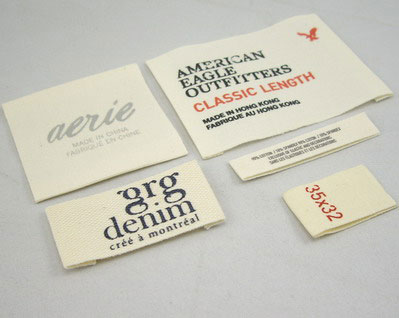 aerie
MADE IN CHINA
FABRIQUÉ EN CHINE
AMERICAN
EAGLE
OUTFITTERS
CLASSIC LENGTH
MADE IN HONG KONG
FABRIQUE AU HONG KONG
grg
denim
créé à montréal
35x32